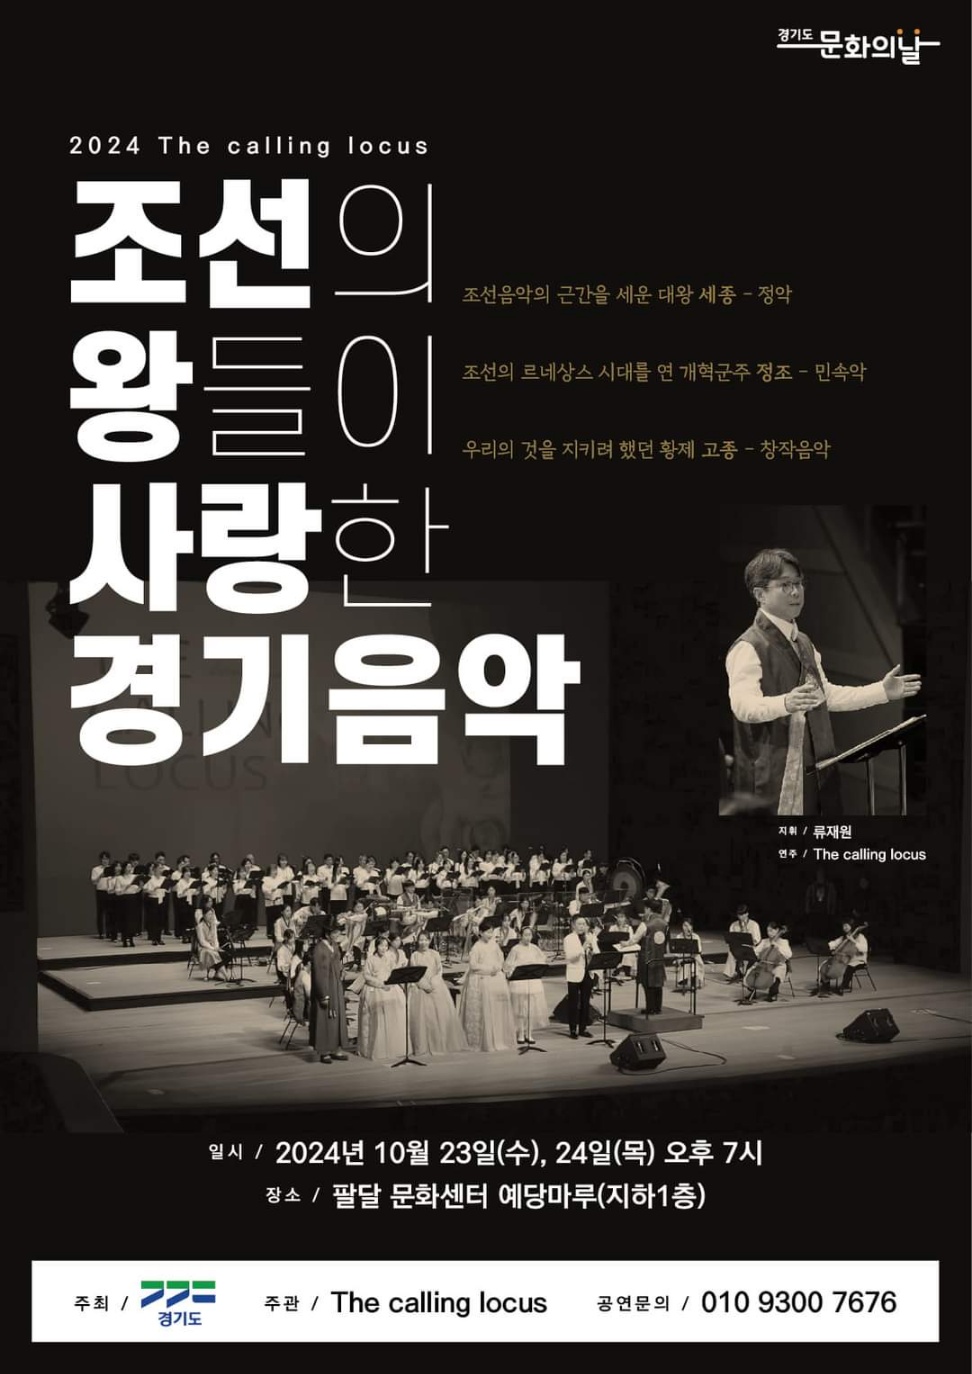 경기도 문화의날
2024 The calling locus
조선의
왕들이
사랑한
경기음악
조선음악의 근간을 세운 대왕 세종 - 정악
조선의 르네상스 시대를 연 개혁군주 정조 - 민속악
우리의 것을 지키려 했던 황제 고종 - 창작음악
LOCUS
지휘 / 류재원
연주 / The calling locus
일시 / 2024년 10월 23일(수), 24일(목) 오후 7시
장소 / 팔달 문화센터 예당마루(지하1층)
주최 / 경기도
주관 / The calling locus
공연문의 / 010 9300 7676